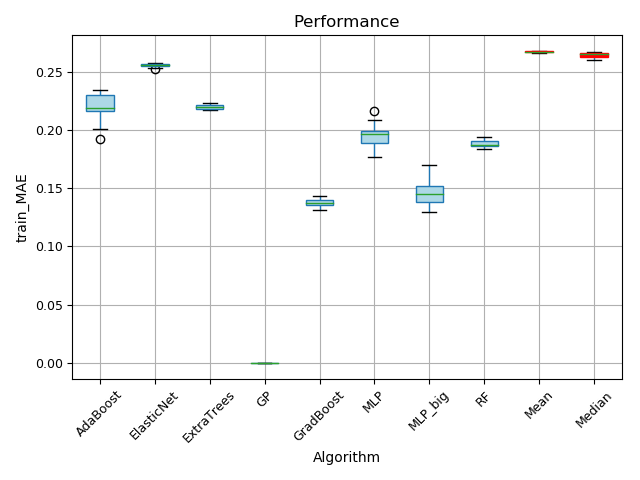 Performance
train_MAE
0.25
0.20
0.15
0.10
0.05
0.00
AdaBoost
ElasticNet
ExtraTrees
GP
GradBoost
MLP
MLP_big
RF
Mean
Median
Algorithm